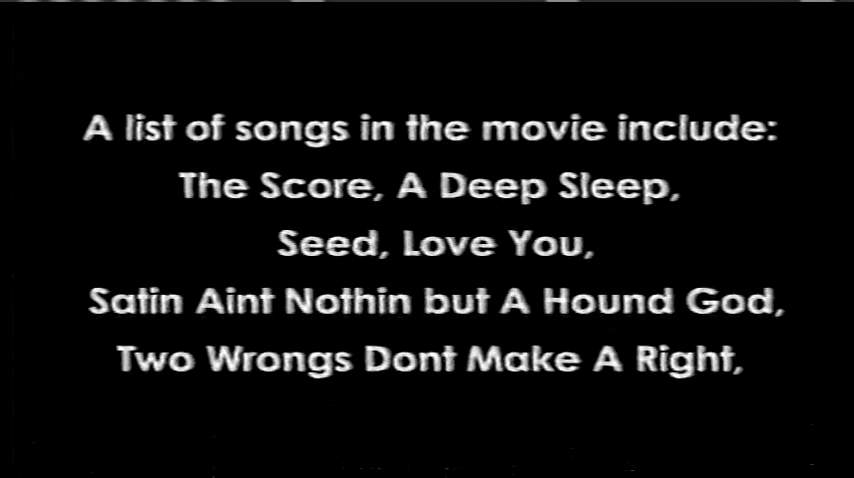 A list of songs in the movie include:
The Score, A Deep Sleep,
Seed, Love You,
Satin Aint Nothin but A Hound God,
Two Wrongs Dont Make A Right,